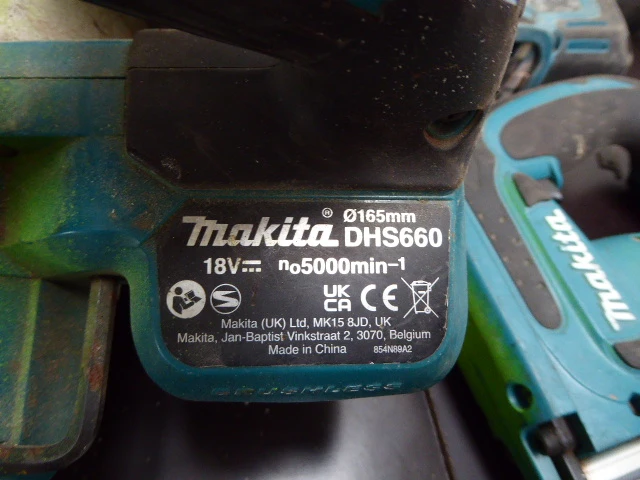 Ø165mm
makita® DHS660
18V⎓ no5000min-1
UK
CA CE
Makita (UK) Ltd, MK15 8JD, UK
Makita, Jan-Baptist Vinkstraat 2, 3070, Belgium
Made in China 854N89A2
BRUSHLESS
makita